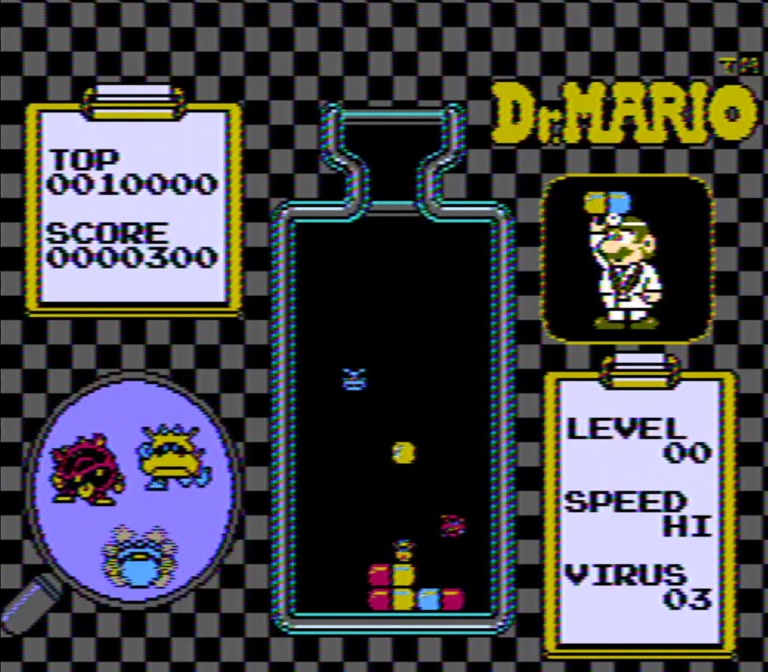 TM
Dr. MARIO
TOP
0010000
SCORE
0000300
LEVEL
00
SPEED
HI
VIRUS
03